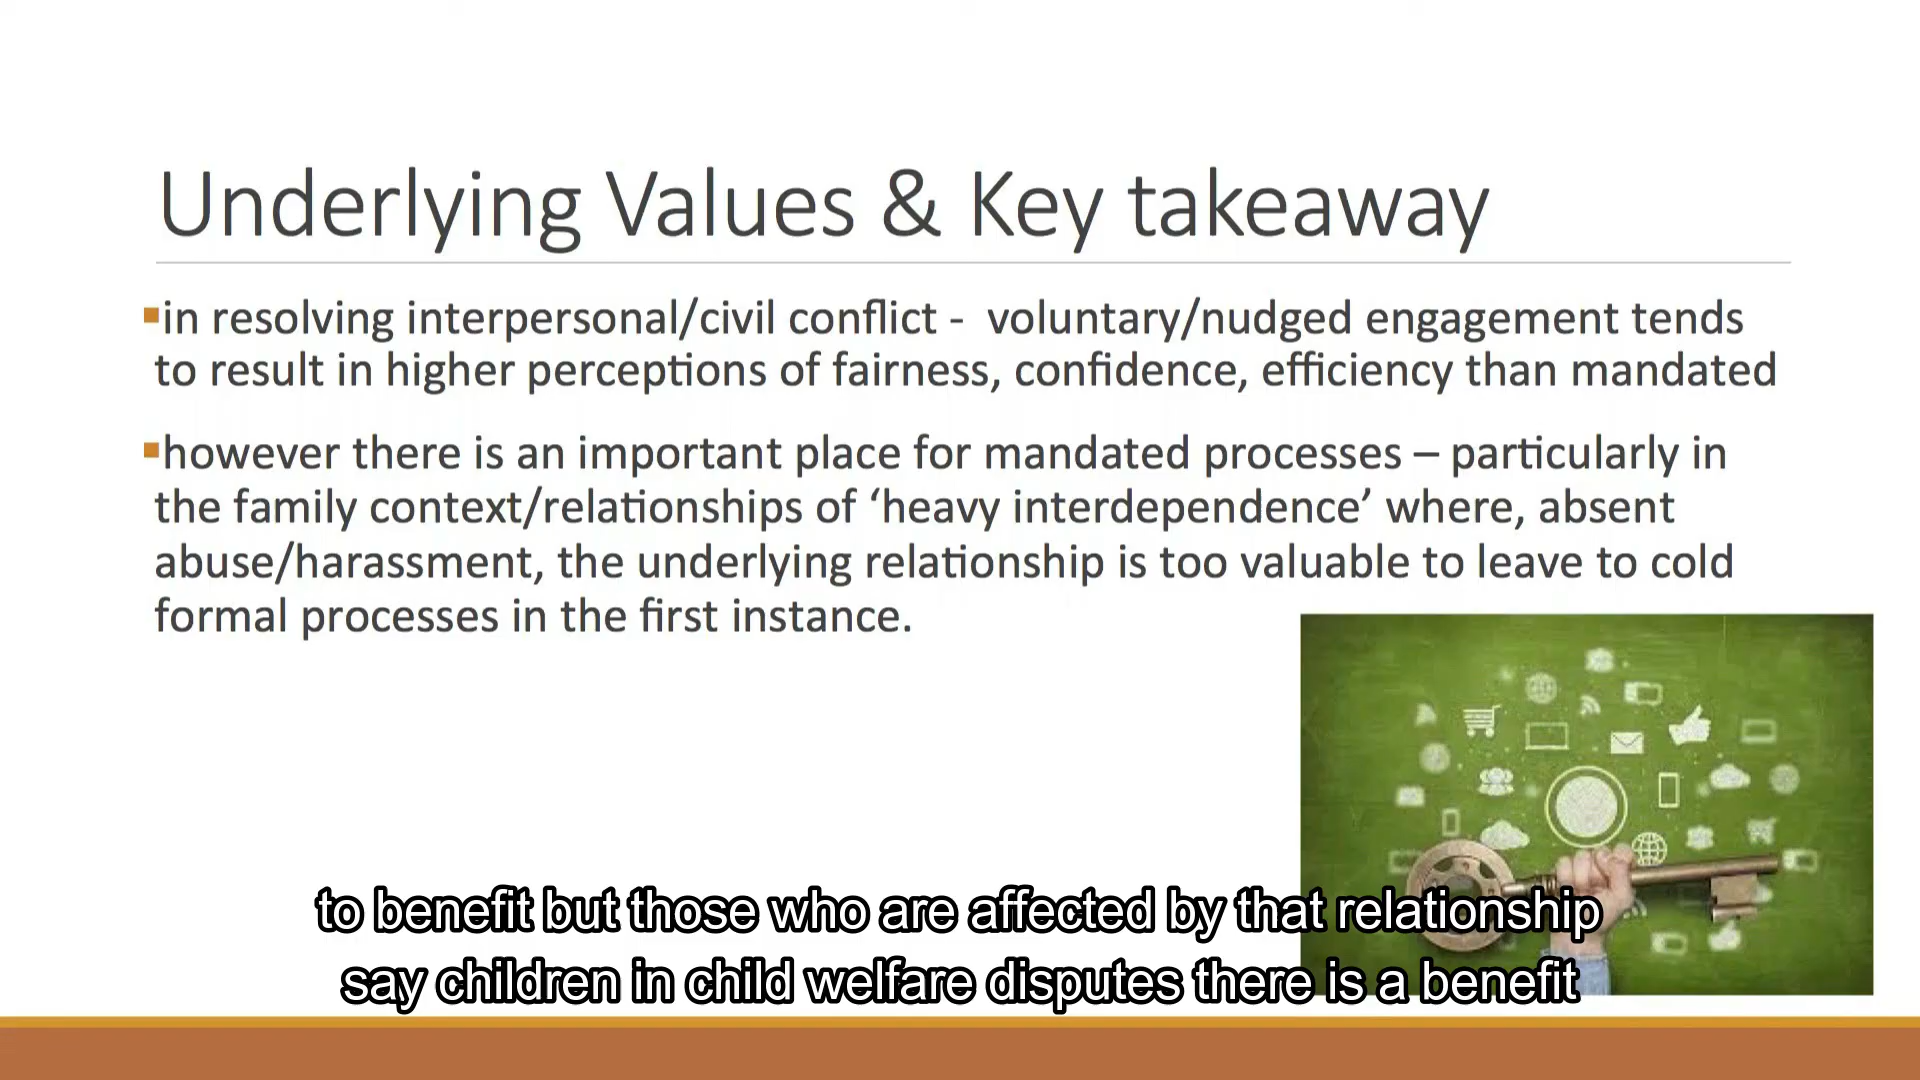 Underlying Values & Key takeaway
▪in resolving interpersonal/civil conflict - voluntary/nudged engagement tends
to result in higher perceptions of fairness, confidence, efficiency than mandated
▪however there is an important place for mandated processes – particularly in
the family context/relationships of ‘heavy interdependence’ where, absent
abuse/harassment, the underlying relationship is too valuable to leave to cold
formal processes in the first instance.
to benefit but those who are affected by that relationship
say children in child welfare disputes there is a benefit